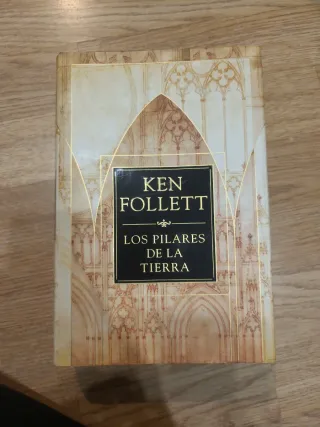 KEN
FOLLETT
LOS PILARES
DE LA
TIERRA